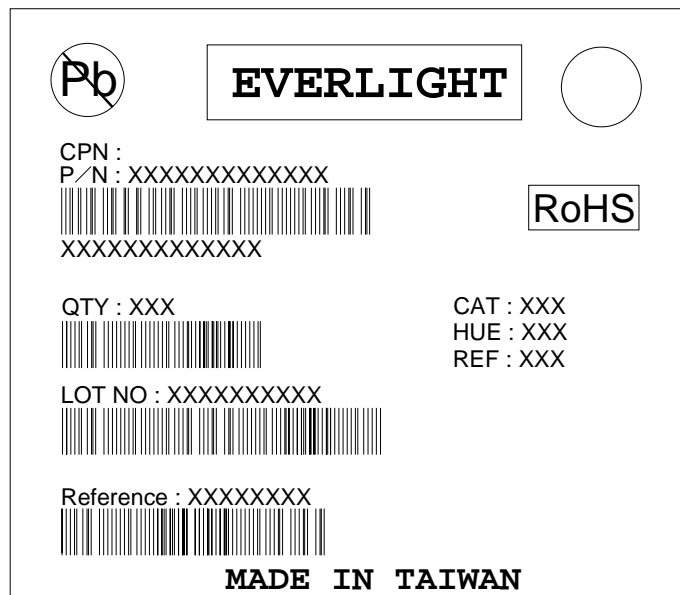 Pb
EVERLIGHT
CPN :
P/N : XXXXXXXXXXXXX
RoHS
XXXXXXXXXXXXX
QTY : XXX
CAT : XXX
HUE : XXX
REF : XXX
LOT NO : XXXXXXXXXX
Reference : XXXXXXXX
MADE IN TAIWAN